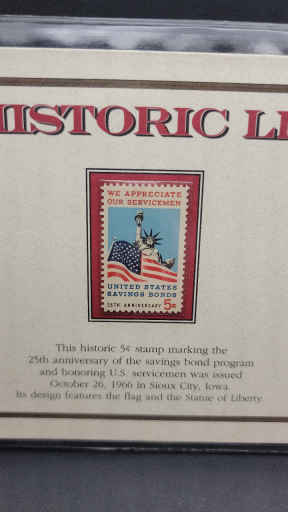 HISTORIC LE
WE APPRECIATE
OUR SERVICEMEN
UNITED STATES
SAVINGS BONDS
25TH ANNIVERSARY 5¢
This historic 5¢ stamp marking the
25th anniversary of the savings bond program
and honoring U.S. servicemen was issued
October 26, 1966 in Sioux City, Iowa.
Its design features the flag and the Statue of Liberty.